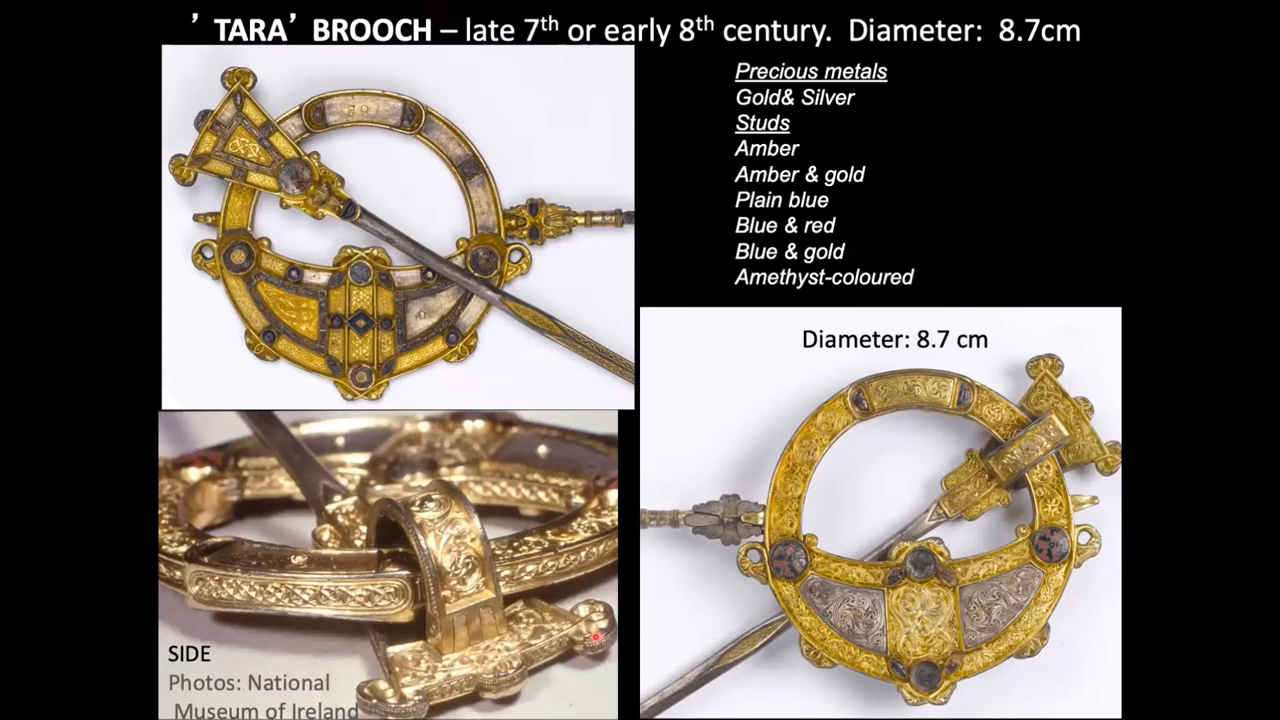 ’ TARA’ BROOCH – late 7th or early 8th century. Diameter: 8.7cm
Precious metals
Gold& Silver
Studs
Amber
Amber & gold
Plain blue
Blue & red
Blue & gold
Amethyst-coloured
Diameter: 8.7 cm
SIDE
Photos: National
Museum of Ireland